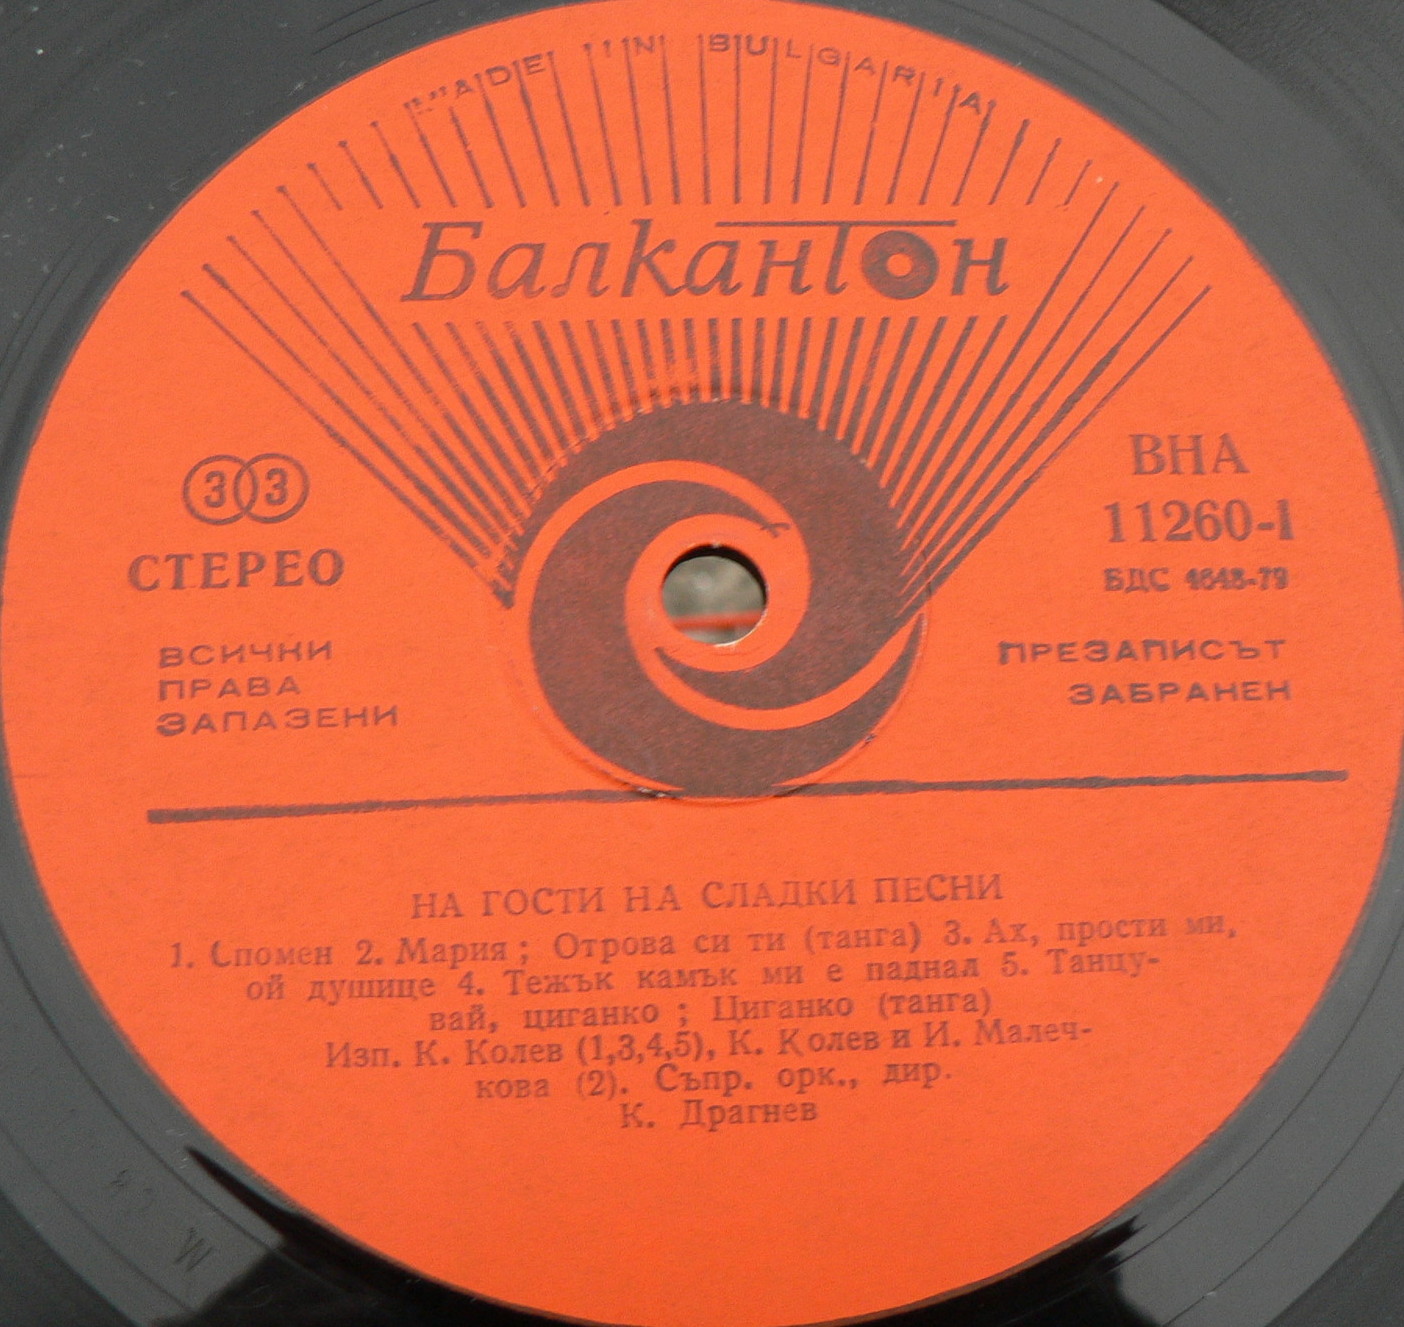 MADE IN BULGARIA
Балкантон
33
СТЕРЕО
ВСИЧКИ
ПРАВА
ЗАПАЗЕНИ
ВНА
11260-1
БДС 4648-79
ПРЕЗАПИСЪТ
ЗАБРАНЕН
НА ГОСТИ НА СЛАДКИ ПЕСНИ
1. Спомен 2. Мария; Отрова си ти (танга) 3. Ах, прости ми,
ой душице 4. Тежък камък ми е паднал 5. Танцу-
вай, циганко; Циганко (танга)
Изп. К. Колев (1,3,4,5), К. Колев и И. Малеч-
кова (2). Съпр. орк., дир.
К. Драгнев